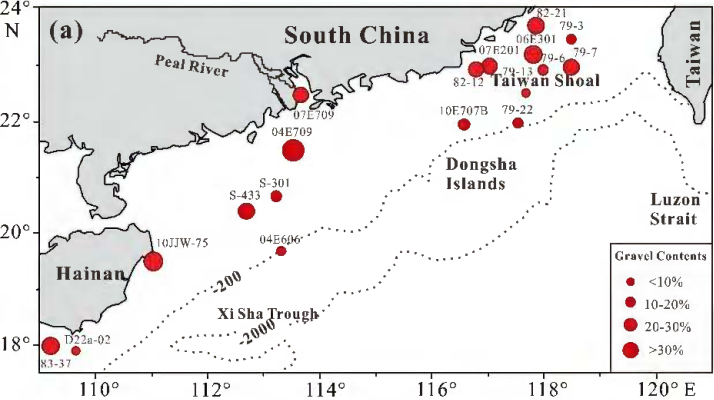 24°
N
(a)
South China
Peal River
82-21
79-3
06E301
07E201
79-6
79-7
82-12
79-13
Taiwan Shoal
Taiwan
07E709
10E707B
79-22
22°
04E709
Dongsha
Islands
S-301
S-433
Luzon
Strait
20°
10JJW-75
04E606
Hainan
-200
Xi Sha Trough
-2000
D22a-02
18°
83-37
Gravel Contents
<10%
10-20%
20-30%
>30%
110°
112°
114°
116°
118°
120° E